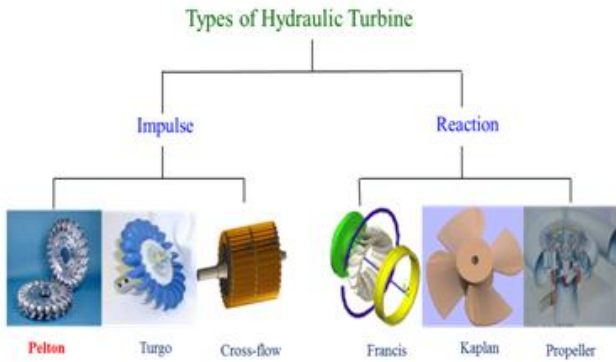 Types of Hydraulic Turbine
Impulse
Reaction
Pelton
Turgo
Cross-flow
Francis
Kaplan
Propeller